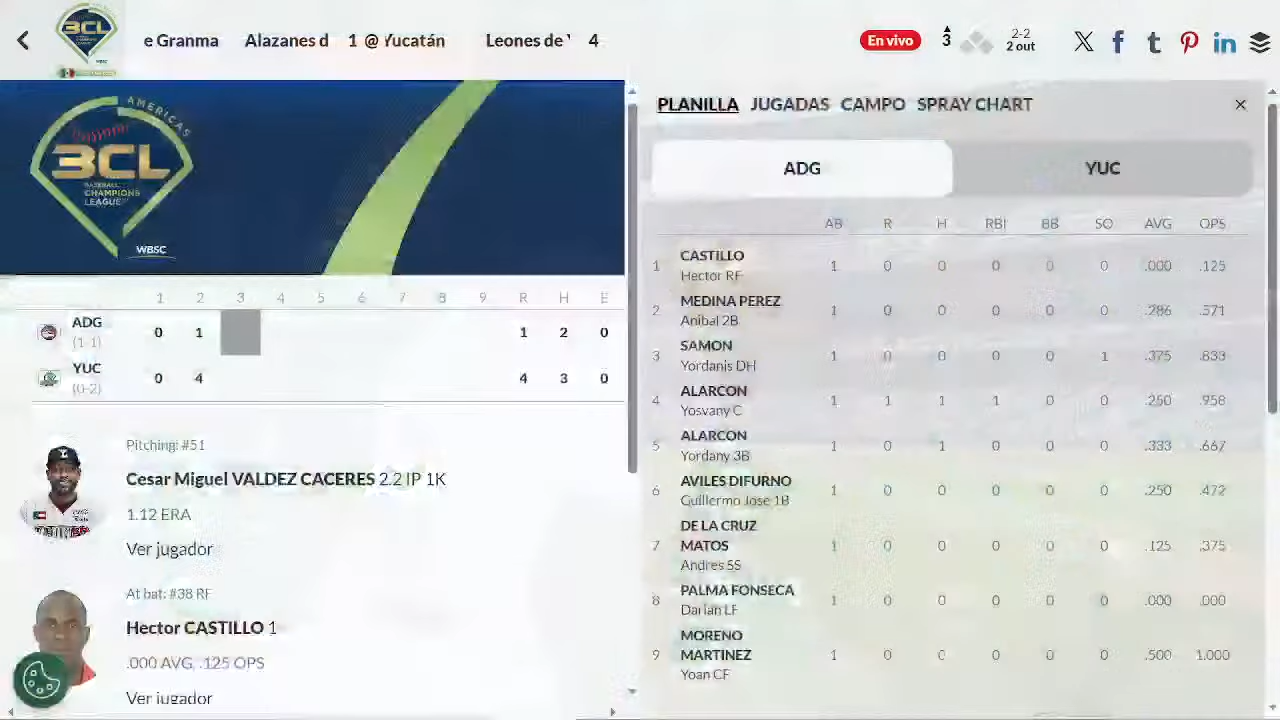 3CL
e Granma Alazanes d 1 @ Yucatán Leones de 4
En vivo 3 2-2
2 out
AMERICAS
3CL
BASEBALL
CHAMPIONS
LEAGUE
WBSC
1 2 3 4 5 6 7 8 9 R H E
ADG 0 1 1 2 0
(1-1)
YUC 0 4 4 3 0
(0-2)
Pitching: #51
Cesar Miguel VALDEZ CACERES 2.2 IP 1K
1.12 ERA
Ver jugador
At bat: #38 RF
Hector CASTILLO 1
.000 AVG, .125 OPS
Ver jugador
PLANILLA JUGADAS CAMPO SPRAY CHART ×
ADG YUC
AB R H RBI BB SO AVG OPS
1 CASTILLO
Hector RF 1 0 0 0 0 0 .000 .125
2 MEDINA PEREZ
Anibal 2B 1 0 0 0 0 0 .286 .571
3 SAMON
Yordanis DH 1 0 0 0 0 1 .375 .833
4 ALARCON
Yosvany C 1 1 1 1 0 0 .250 .958
5 ALARCON
Yordany 3B 1 0 1 0 0 0 .333 .667
6 AVILES DIFURNO
Guillermo Jose 1B 1 0 0 0 0 0 .250 .472
7 DE LA CRUZ
MATOS
Andres SS 1 0 0 0 0 0 .125 .375
8 PALMA FONSECA
Darian LF 1 0 0 0 0 0 .000 .000
9 MORENO
MARTINEZ
Yoan CF 1 0 0 0 0 0 .500 1.000